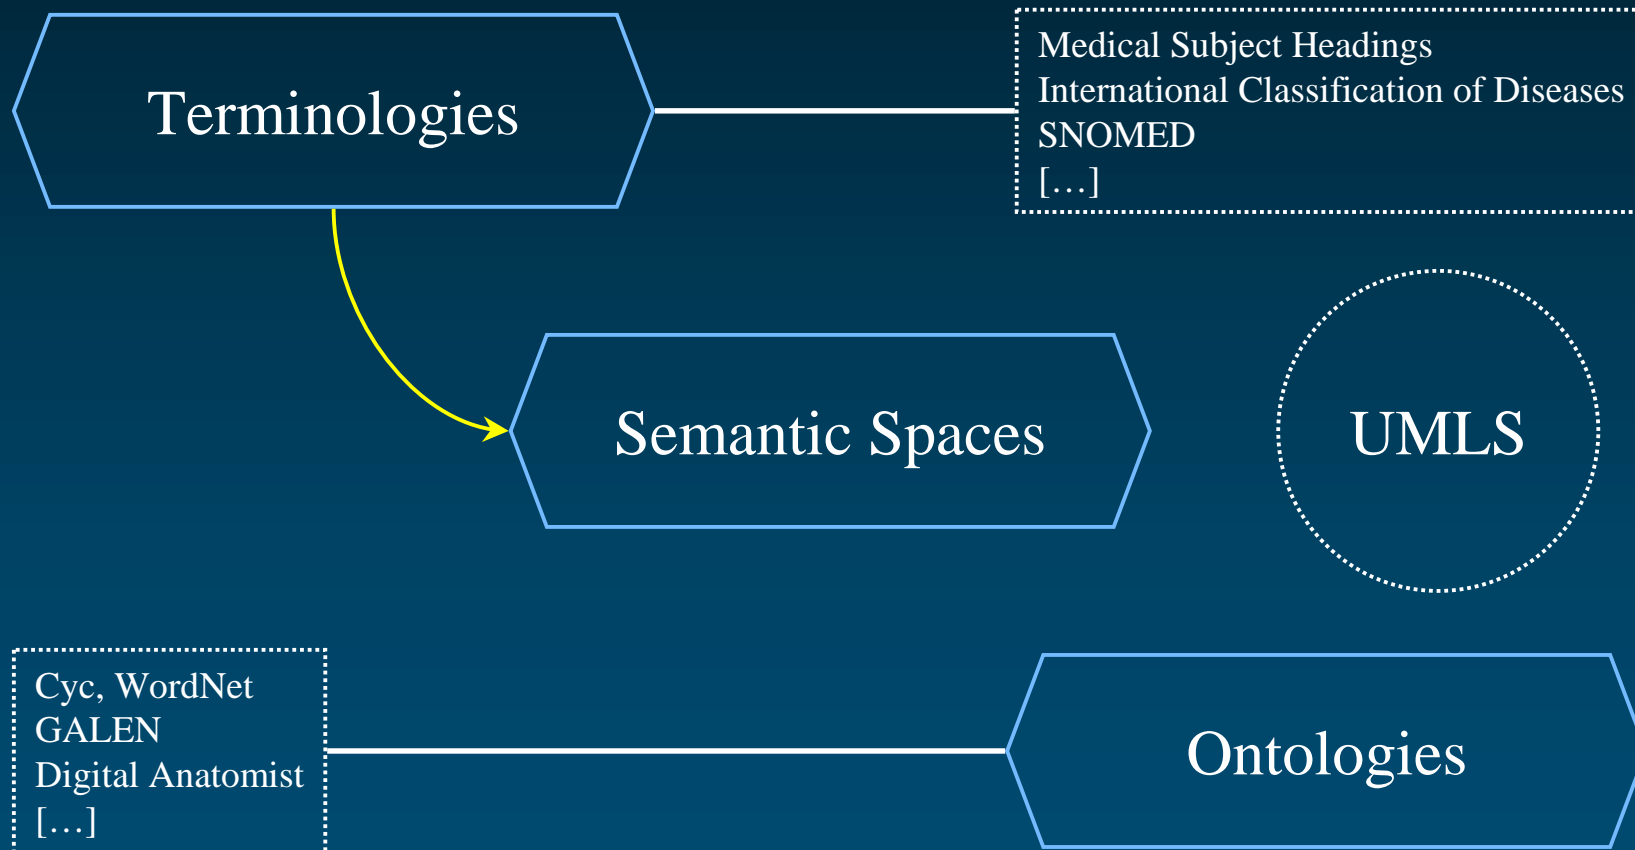 Terminologies
Medical Subject Headings
International Classification of Diseases
SNOMED
[…]
Semantic Spaces
UMLS
Cyc, WordNet
GALEN
Digital Anatomist
[…]
Ontologies